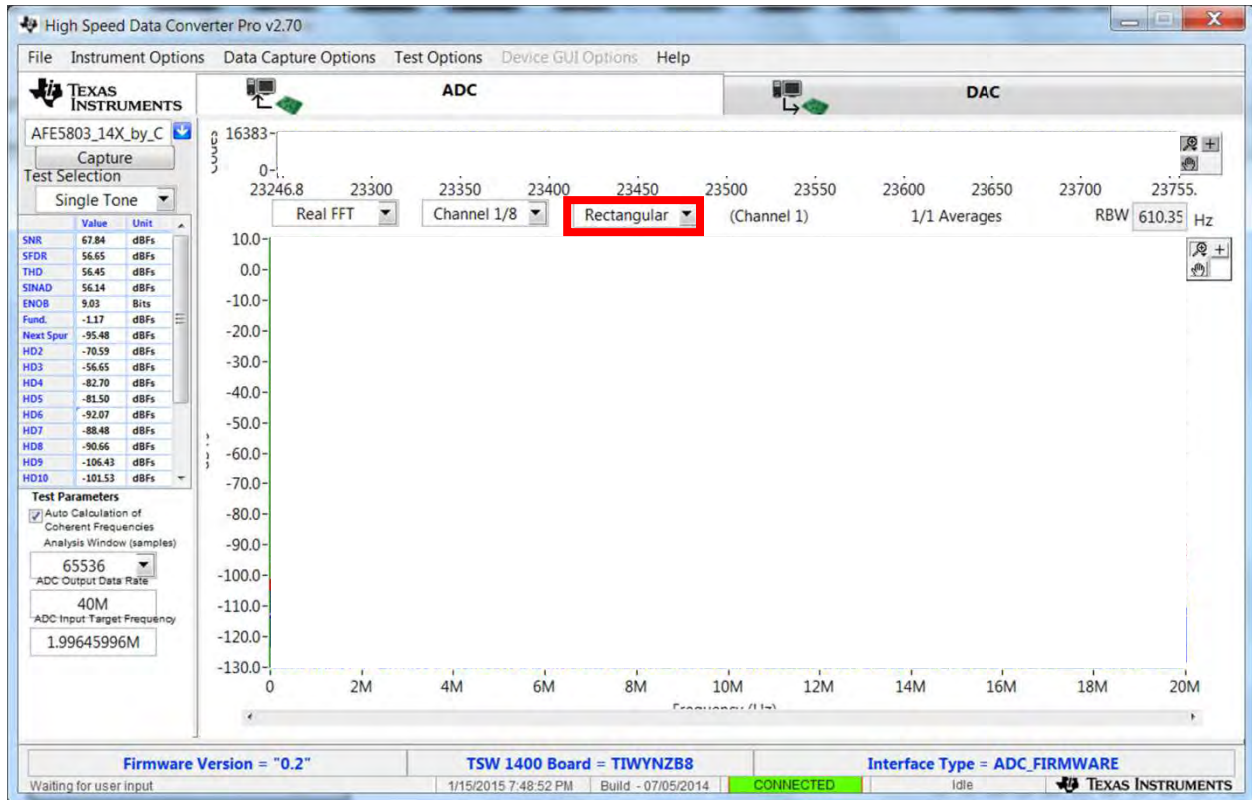 High Speed Data Converter Pro v2.70
File Instrument Options Data Capture Options Test Options Device GUI Options Help
TEXAS INSTRUMENTS
ADC
DAC
AFE5803_14X_by_C
Capture
Test Selection
Single Tone
Value Unit
SNR 67.84 dBFs
SFDR 56.65 dBFs
THD 56.45 dBFs
SINAD 56.14 dBFs
ENOB 9.03 Bits
Fund. -1.17 dBFs
Next Spur -95.48 dBFs
HD2 -70.59 dBFs
HD3 -56.65 dBFs
HD4 -82.70 dBFs
HD5 -81.50 dBFs
HD6 -92.07 dBFs
HD7 -88.48 dBFs
HD8 -90.66 dBFs
HD9 -106.43 dBFs
HD10 -101.53 dBFs
Test Parameters
Auto Calculation of
Coherent Frequencies
Analysis Window (samples)
65536
ADC Output Data Rate
40M
ADC Input Target Frequency
1.99645996M
16383
0
23246.8 23300 23350 23400 23450 23500 23550 23600 23650 23700 23755.
Real FFT Channel 1/8 Rectangular (Channel 1) 1/1 Averages RBW 610.35 Hz
10.0
0.0
-10.0
-20.0
-30.0
-40.0
-50.0
-60.0
-70.0
-80.0
-90.0
-100.0
-110.0
-120.0
-130.0
0 2M 4M 6M 8M 10M 12M 14M 16M 18M 20M
Frequency (Hz)
Firmware Version = "0.2" TSW 1400 Board = TIWYNZB8 Interface Type = ADC_FIRMWARE
Waiting for user input 1/15/2015 7:48:52 PM Build - 07/05/2014 CONNECTED Idle TEXAS INSTRUMENTS